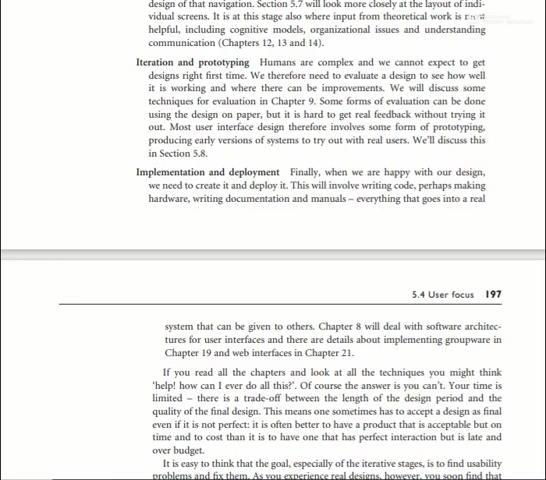 design of that navigation. Section 5.7 will look more closely at the layout of indi-
vidual screens. It is at this stage also where input from theoretical work is most
helpful, including cognitive models, organizational issues and understanding
communication (Chapters 12, 13 and 14).
Iteration and prototyping Humans are complex and we cannot expect to get
designs right first time. We therefore need to evaluate a design to see how well
it is working and where there can be improvements. We will discuss some
techniques for evaluation in Chapter 9. Some forms of evaluation can be done
using the design on paper, but it is hard to get real feedback without trying it
out. Most user interface design therefore involves some form of prototyping,
producing early versions of systems to try out with real users. We'll discuss this
in Section 5.8.
Implementation and deployment Finally, when we are happy with our design,
we need to create it and deploy it. This will involve writing code, perhaps making
hardware, writing documentation and manuals – everything that goes into a real
5.4 User focus 197
system that can be given to others. Chapter 8 will deal with software architec-
tures for user interfaces and there are details about implementing groupware in
Chapter 19 and web interfaces in Chapter 21.
If you read all the chapters and look at all the techniques you might think
'help! how can I ever do all this?'. Of course the answer is you can't. Your time is
limited – there is a trade-off between the length of the design period and the
quality of the final design. This means one sometimes has to accept a design as final
even if it is not perfect: it is often better to have a product that is acceptable but on
time and to cost than it is to have one that has perfect interaction but is late and
over budget.
It is easy to think that the goal, especially of the iterative stages, is to find usability
problems and fix them. As you experience real designs, however, you soon find that